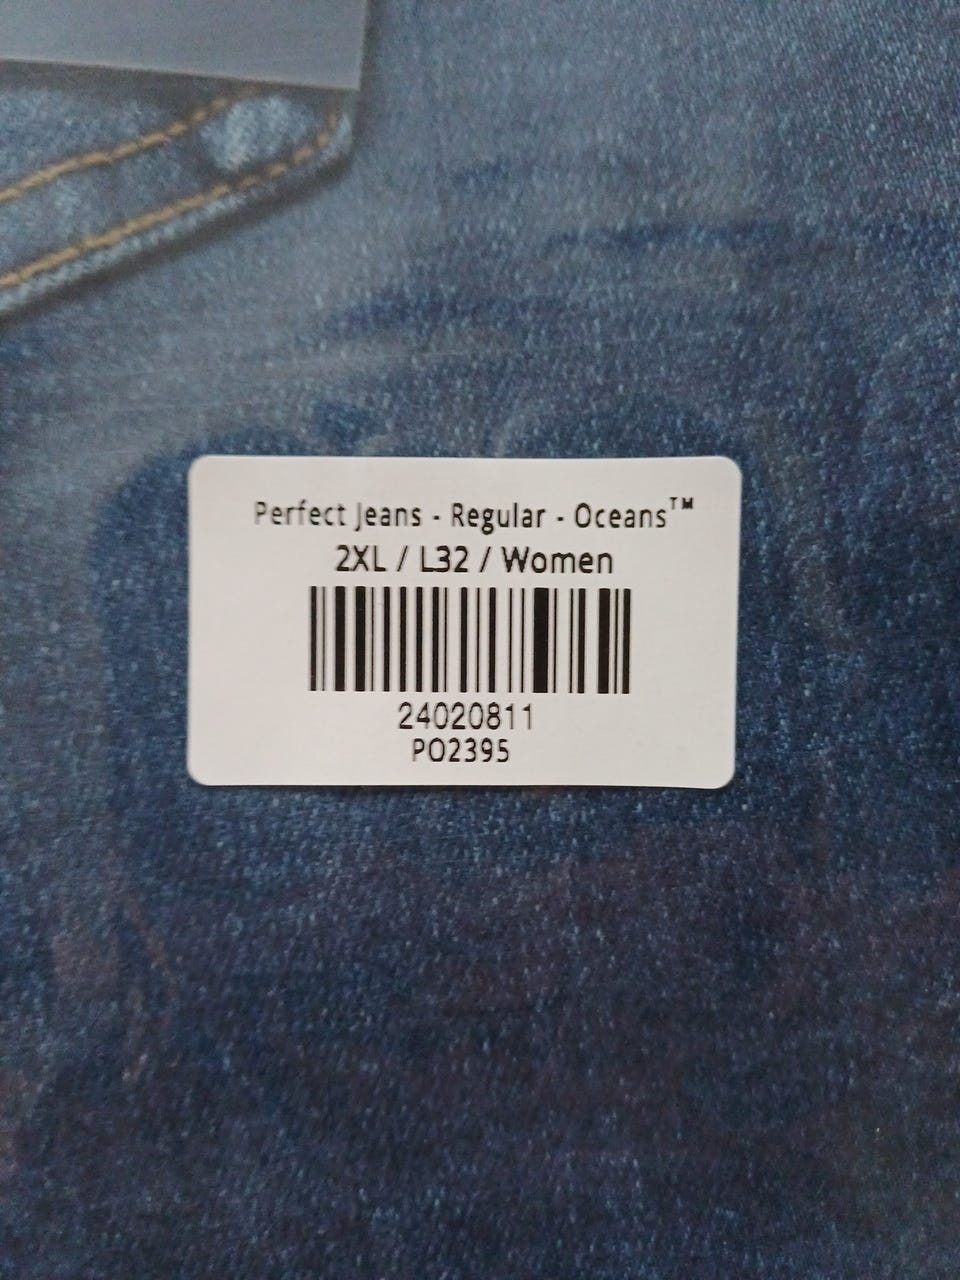 Perfect Jeans - Regular - Oceans™
2XL / L32 / Women
24020811
PO2395